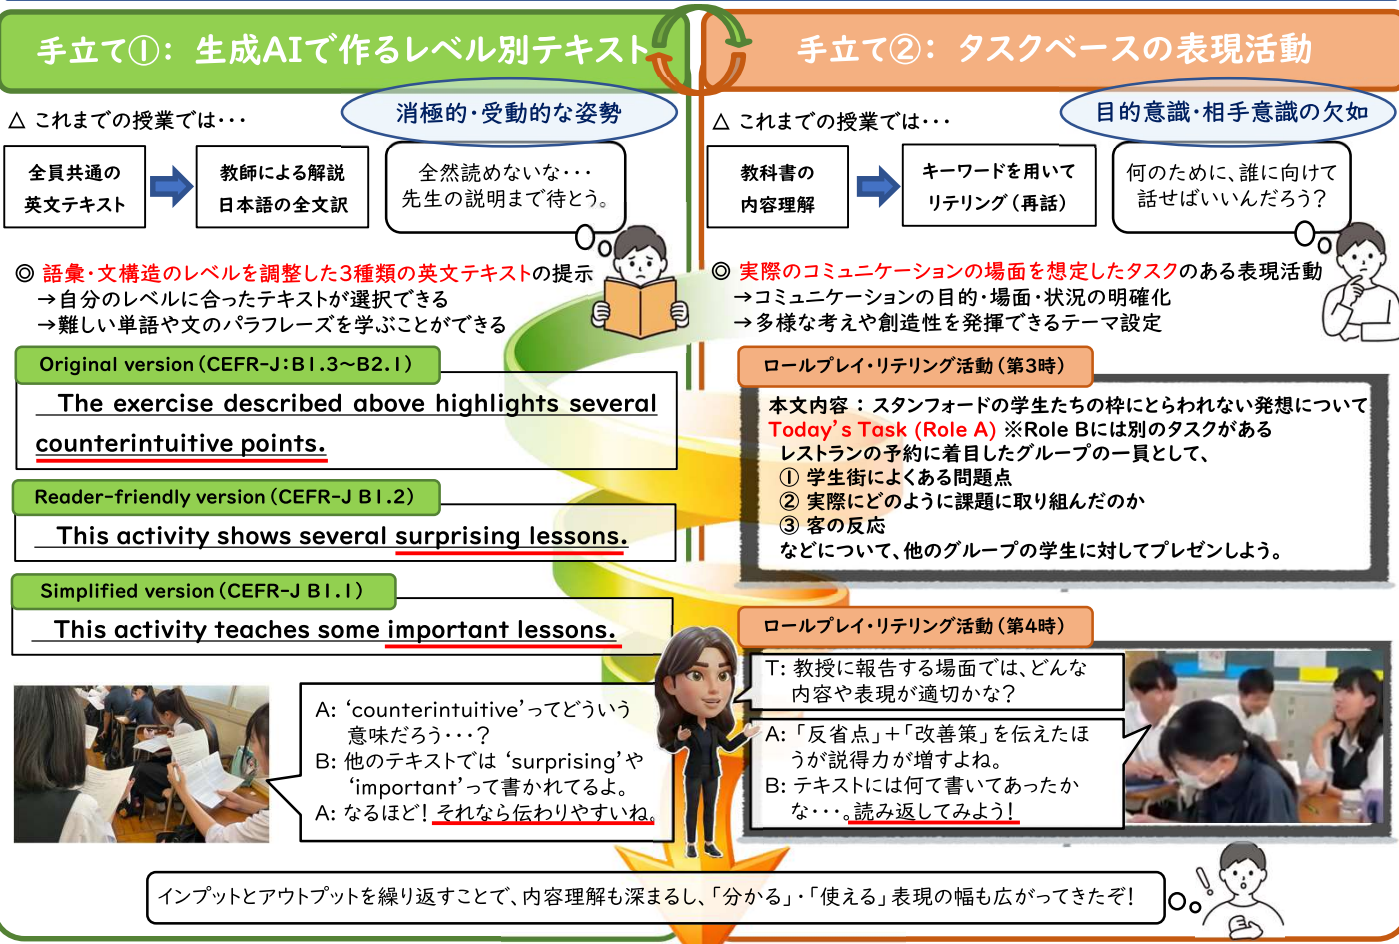 手立て①：生成AIで作るレベル別テキスト
△ これまでの授業では・・・
消極的・受動的な姿勢
全員共通の
英文テキスト
教師による解説
日本語の全文訳
全然読めないな・・・
先生の説明まで待とう。
◎ 語彙・文構造のレベルを調整した3種類の英文テキストの提示
→自分のレベルに合ったテキストが選択できる
→難しい単語や文のパラフレーズを学ぶことができる
Original version（CEFR-J：B1.3～B2.1）
The exercise described above highlights several
counterintuitive points.
Reader-friendly version（CEFR-J B1.2）
This activity shows several surprising lessons.
Simplified version（CEFR-J B1.1）
This activity teaches some important lessons.
A: ‘counterintuitive’ってどういう
意味だろう・・・？
B: 他のテキストでは ‘surprising’や
‘important’って書かれてるよ。
A: なるほど！それなら伝わりやすいね。
手立て②：タスクベースの表現活動
△ これまでの授業では・・・
目的意識・相手意識の欠如
教科書の
内容理解
キーワードを用いて
リテリング（再話）
何のために、誰に向けて
話せばいいんだろう？
◎ 実際のコミュニケーションの場面を想定したタスクのある表現活動
→コミュニケーションの目的・場面・状況の明確化
→多様な考えや創造性を発揮できるテーマ設定
ロールプレイ・リテリング活動（第3時）
本文内容：スタンフォードの学生たちの枠にとらわれない発想について
Today’s Task (Role A) ※Role Bには別のタスクがある
レストランの予約に着目したグループの一員として、
① 学生街によくある問題点
② 実際にどのように課題に取り組んだのか
③ 客の反応
などについて、他のグループの学生に対してプレゼンしよう。
ロールプレイ・リテリング活動（第4時）
T: 教授に報告する場面では、どんな
内容や表現が適切かな？
A: 「反省点」＋「改善策」を伝えたほ
うが説得力が増すよね。
B: テキストには何て書いてあったか
な・・・。読み返してみよう！
インプットとアウトプットを繰り返すことで、内容理解も深まるし、「分かる」・「使える」表現の幅も広がってきたぞ！